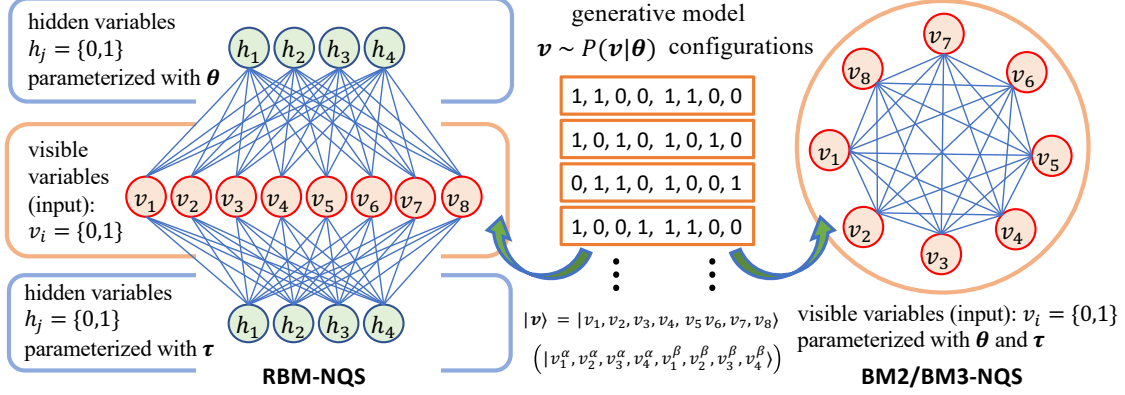 hidden variables
hⱼ = {0,1}
parameterized with θ
h₁ h₂ h₃ h₄
visible
variables
(input):
vᵢ = {0,1}
v₁ v₂ v₃ v₄ v₅ v₆ v₇ v₈
hidden variables
hⱼ = {0,1}
parameterized with τ
h₁ h₂ h₃ h₄
RBM-NQS
generative model
v ~ P(v|θ) configurations
1,1,0,0, 1,1,0,0
1,0,1,0, 1,0,1,0
0,1,1,0, 1,0,0,1
1,0,0,1, 1,1,0,0
|v⟩ = |v₁, v₂, v₃, v₄, v₅ v₆, v₇, v₈⟩
(|v₁^α, v₂^α, v₃^α, v₄^α, v₁^β, v₂^β, v₃^β, v₄^β⟩)
v₇
v₈ v₆
v₁ v₅
v₂ v₄
v₃
visible variables (input): vᵢ = {0,1}
parameterized with θ and τ
BM2/BM3-NQS